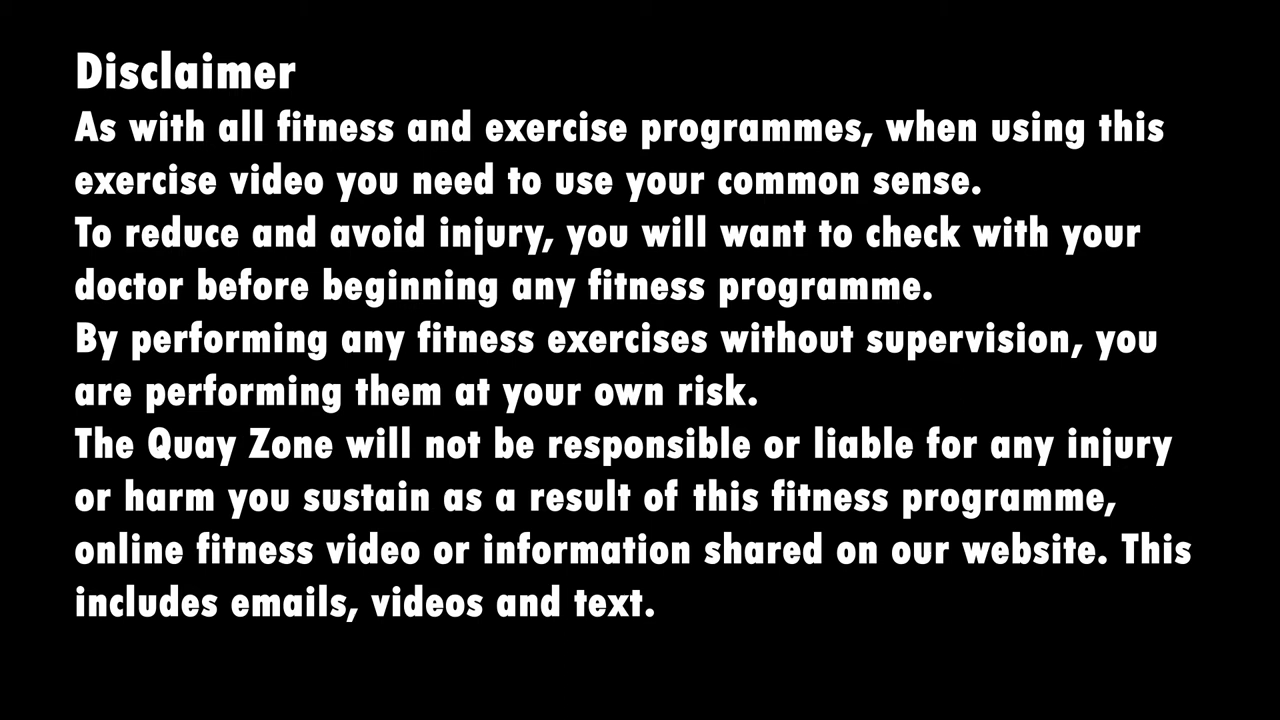 Disclaimer
As with all fitness and exercise programmes, when using this
exercise video you need to use your common sense.
To reduce and avoid injury, you will want to check with your
doctor before beginning any fitness programme.
By performing any fitness exercises without supervision, you
are performing them at your own risk.
The Quay Zone will not be responsible or liable for any injury
or harm you sustain as a result of this fitness programme,
online fitness video or information shared on our website. This
includes emails, videos and text.